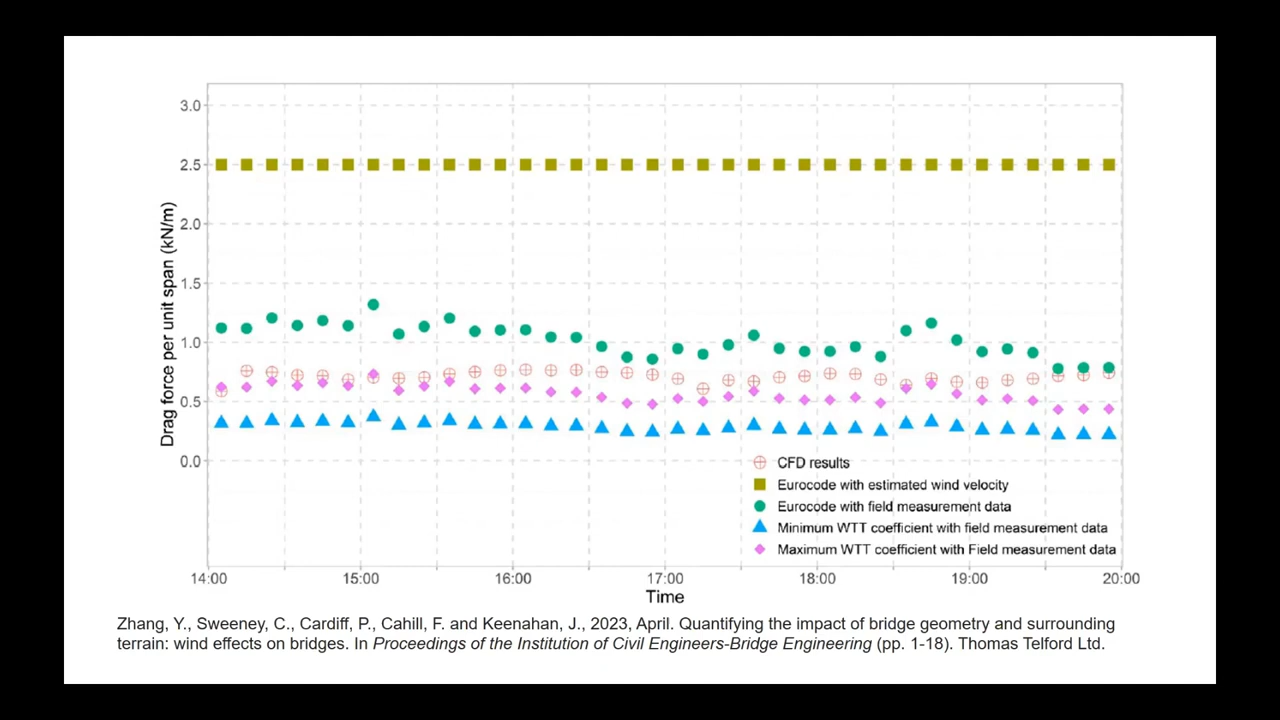 3.0
2.5
2.0
1.5
1.0
0.5
0.0
Drag force per unit span (kN/m)
CFD results
Eurocode with estimated wind velocity
Eurocode with field measurement data
Minimum WTT coefficient with field measurement data
Maximum WTT coefficient with Field measurement data
14:00 15:00 16:00 17:00 18:00 19:00 20:00
Time
Zhang, Y., Sweeney, C., Cardiff, P., Cahill, F. and Keenahan, J., 2023, April. Quantifying the impact of bridge geometry and surrounding
terrain: wind effects on bridges. In Proceedings of the Institution of Civil Engineers-Bridge Engineering (pp. 1-18). Thomas Telford Ltd.